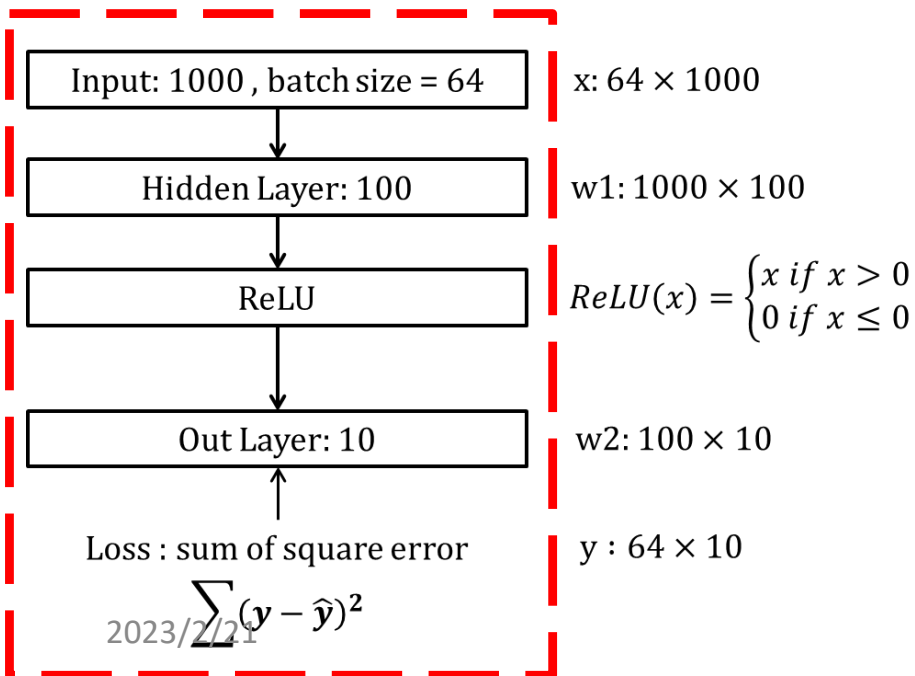 Input: 1000 , batch size = 64
x: 64 × 1000
Hidden Layer: 100
w1: 1000 × 100
ReLU
ReLU(x) = {x if x > 0
0 if x ≤ 0
Out Layer: 10
w2: 100 × 10
Loss : sum of square error
y : 64 × 10
∑(y − ŷ)²
2023/2/21